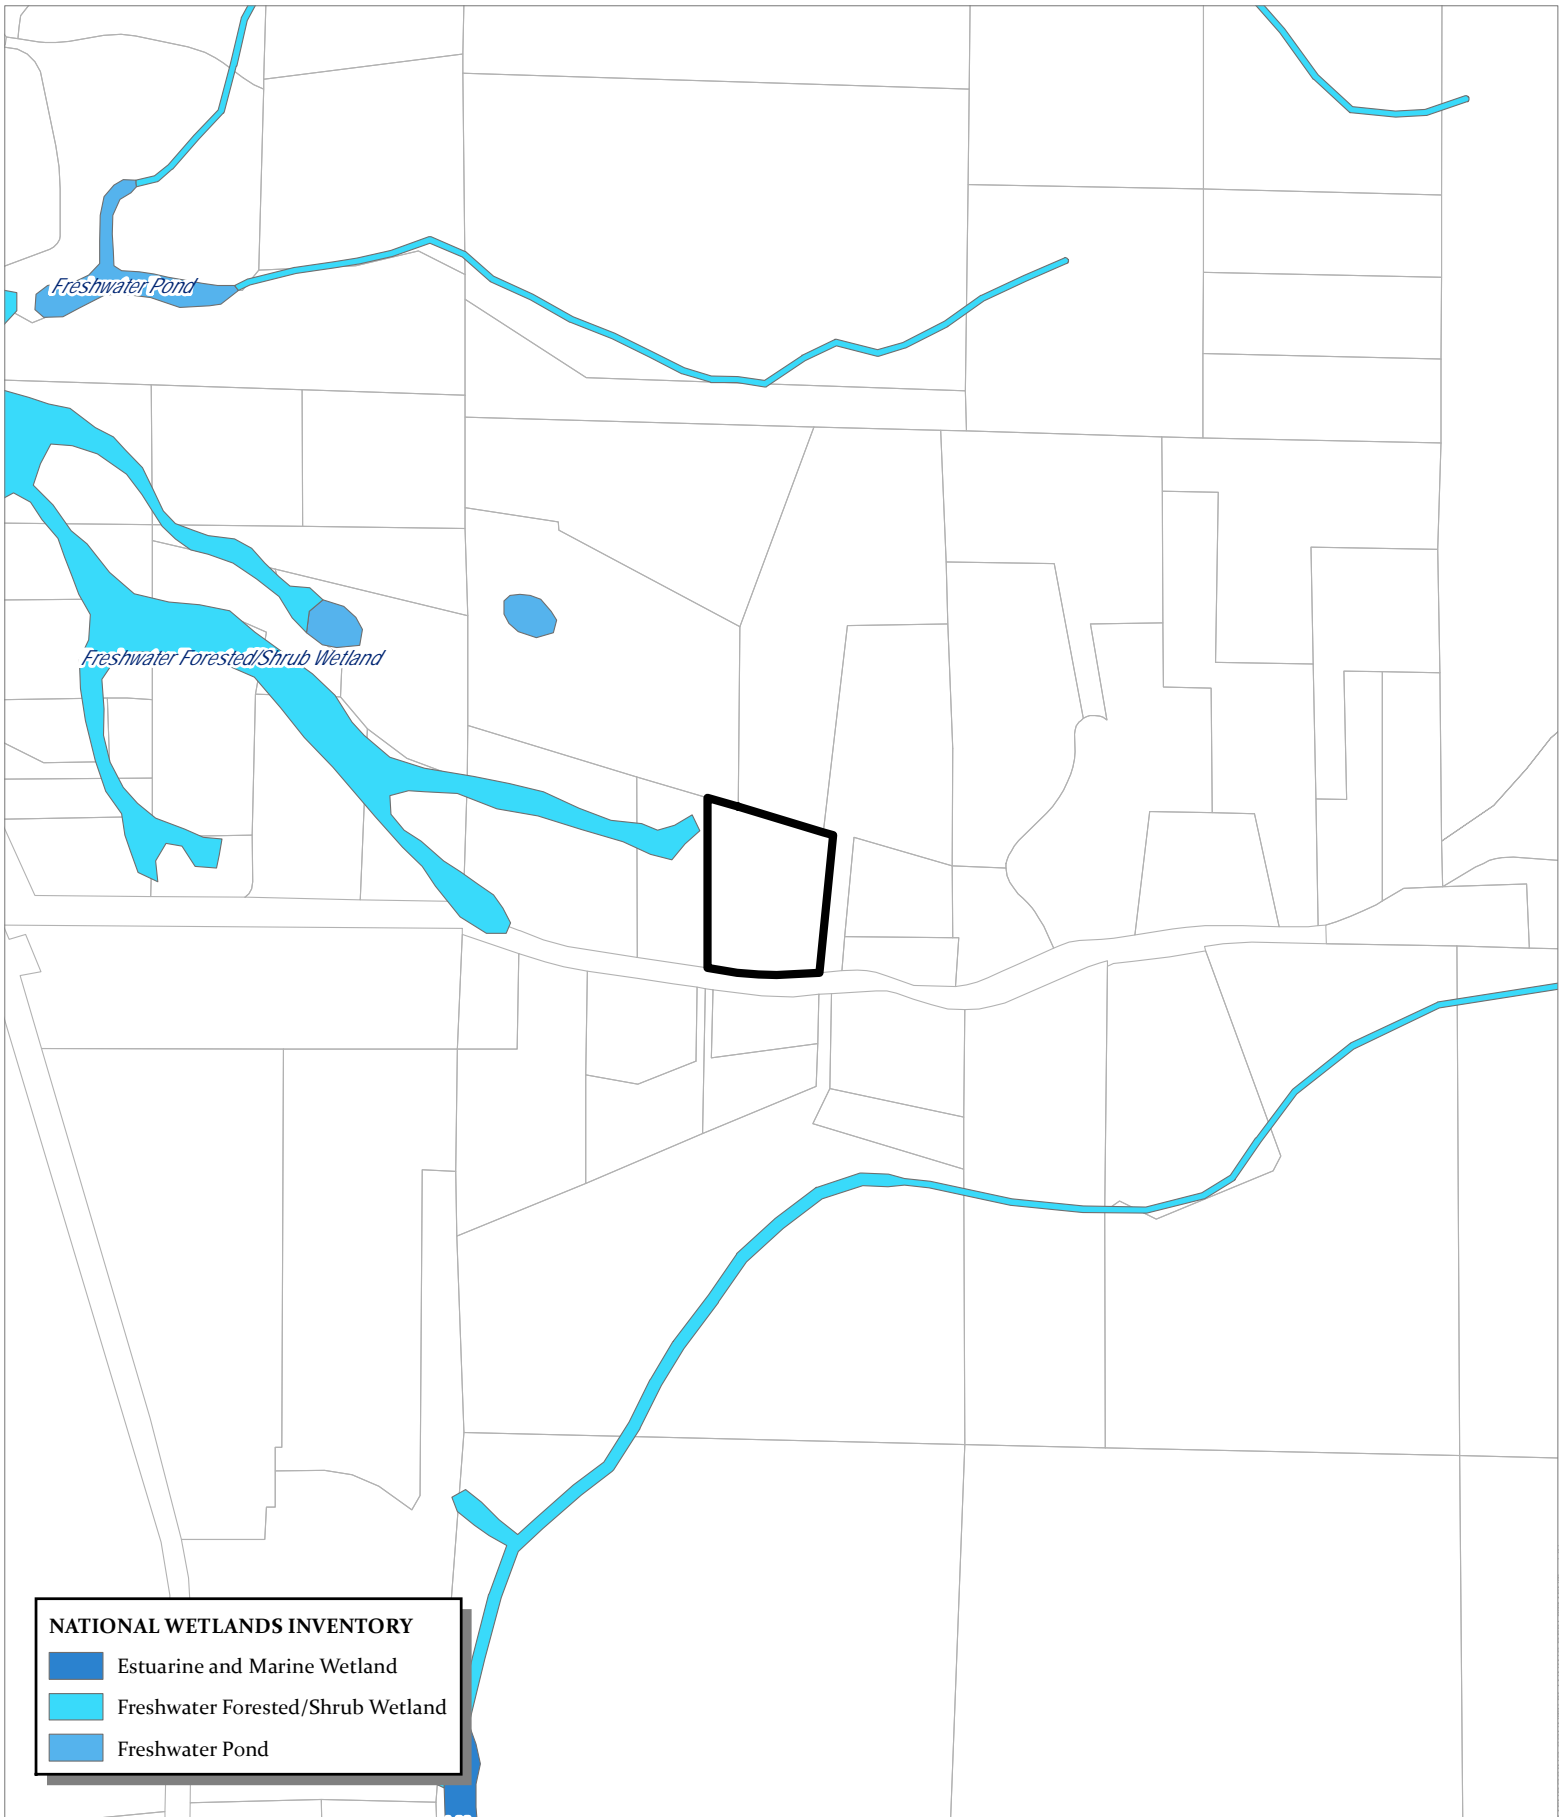 Freshwater Pond
Freshwater Forested/Shrub Wetland
NATIONAL WETLANDS INVENTORY
Estuarine and Marine Wetland
Freshwater Forested/Shrub Wetland
Freshwater Pond